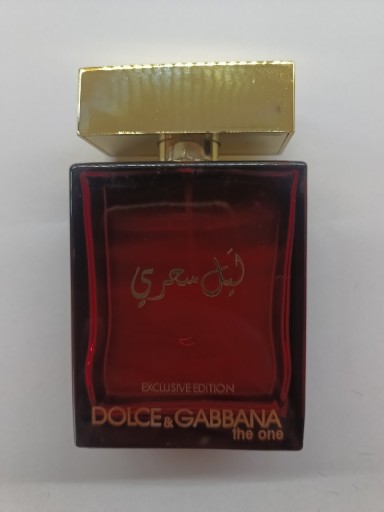 ليل سحري
EXCLUSIVE EDITION
DOLCE & GABBANA
the one